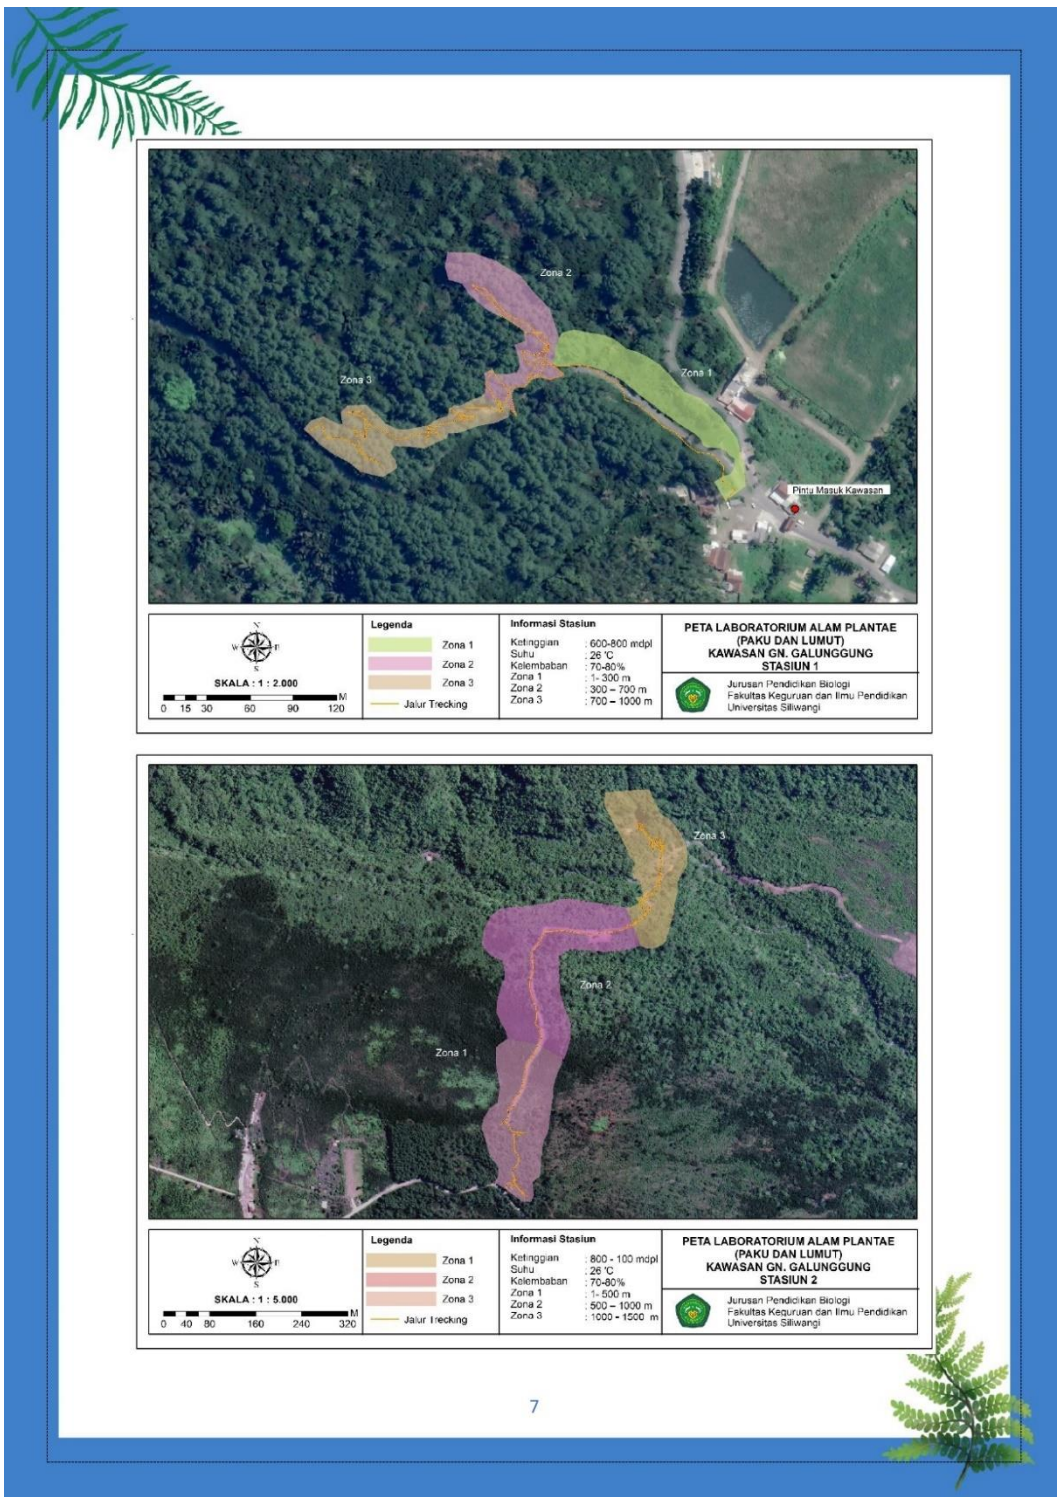 Zona 2
Zona 3
Zona 1
Pintu Masuk Kawasan
N
W
E
S
SKALA : 1 : 2.000
M
0 15 30 60 90 120
Legenda
Zona 1
Zona 2
Zona 3
Jalur Trecking
Informasi Stasiun
Ketinggian : 600-800 mdpl
Suhu : 26 'C
Kelembaban : 70-80%
Zona 1 : 1- 300 m
Zona 2 : 300 – 700 m
Zona 3 : 700 – 1000 m
PETA LABORATORIUM ALAM PLANTAE
(PAKU DAN LUMUT)
KAWASAN GN. GALUNGGUNG
STASIUN 1
Jurusan Pendidikan Biologi
Fakultas Keguruan dan Ilmu Pendidikan
Universitas Siliwangi
Zona 3
Zona 2
Zona 1
N
W
E
S
SKALA : 1 : 5.000
M
0 40 80 160 240 320
Legenda
Zona 1
Zona 2
Zona 3
Jalur Trecking
Informasi Stasiun
Ketinggian : 800 - 100 mdpl
Suhu : 26 'C
Kelembaban : 70-80%
Zona 1 : 1- 500 m
Zona 2 : 500 – 1000 m
Zona 3 : 1000 - 1500 m
PETA LABORATORIUM ALAM PLANTAE
(PAKU DAN LUMUT)
KAWASAN GN. GALUNGGUNG
STASIUN 2
Jurusan Pendidikan Biologi
Fakultas Keguruan dan Ilmu Pendidikan
Universitas Siliwangi
7